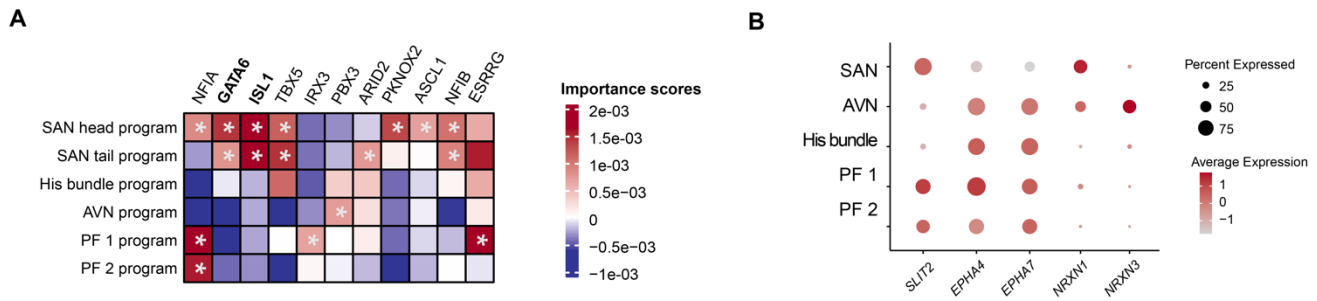 A
NFIA
GATA6
ISL1
TBX5
IRX3
PBX3
ARID2
PKNOX2
ASCL1
NFIB
ESRRG
SAN head program * * * * * * *
SAN tail program * * * * *
His bundle program
AVN program *
PF 1 program * * *
PF 2 program *
Importance scores
2e-03
1.5e-03
1e-03
0.5e-03
0
−0.5e-03
−1e-03
B
SAN
AVN
His bundle
PF 1
PF 2
SLIT2
EPHA4
EPHA7
NRXN1
NRXN3
Percent Expressed
25
50
75
Average Expression
1
0
−1